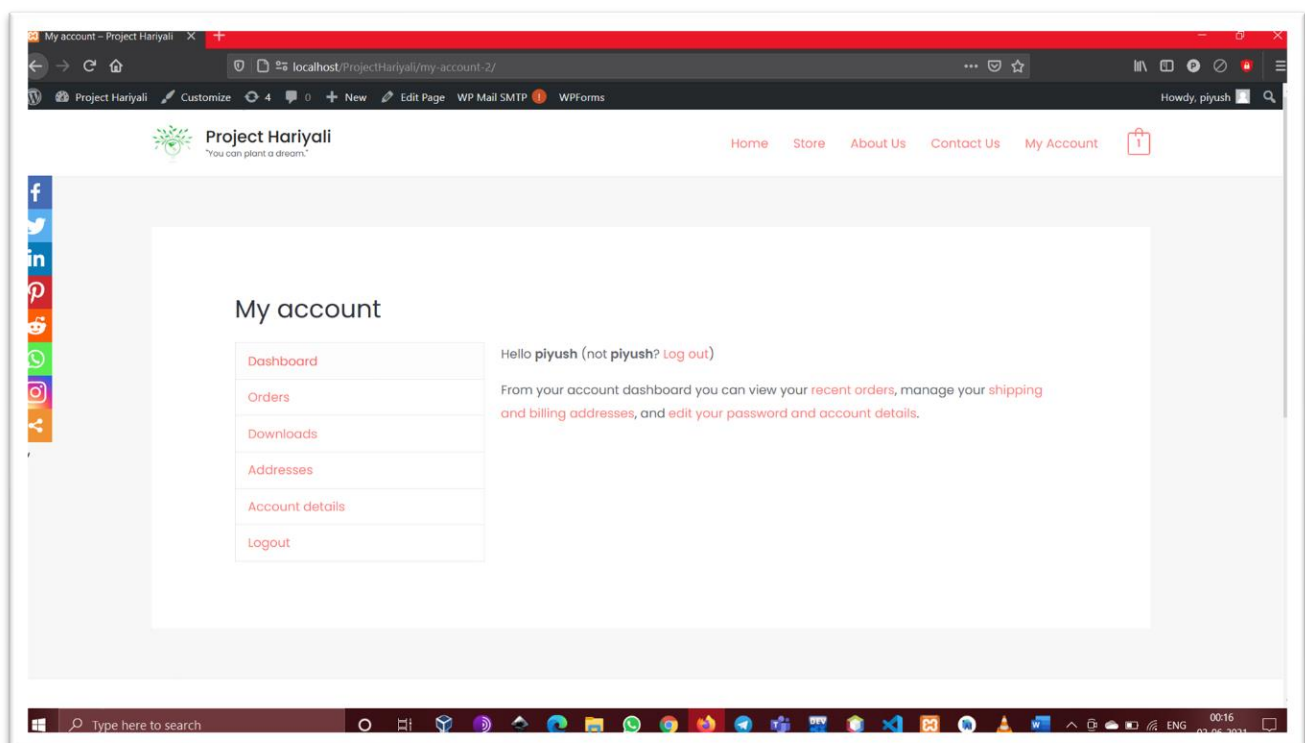 My account – Project Hariyali
localhost/ProjectHariyali/my-account-2/
Project Hariyali Customize 4 0 New Edit Page WP Mail SMTP ! WPForms Howdy, piyush
Project Hariyali
"You can plant a dream."
Home Store About Us Contact Us My Account 1
My account
Dashboard
Orders
Downloads
Addresses
Account details
Logout
Hello piyush (not piyush? Log out)
From your account dashboard you can view your recent orders, manage your shipping
and billing addresses, and edit your password and account details.
Type here to search
ENG
00:16
02-06-2021